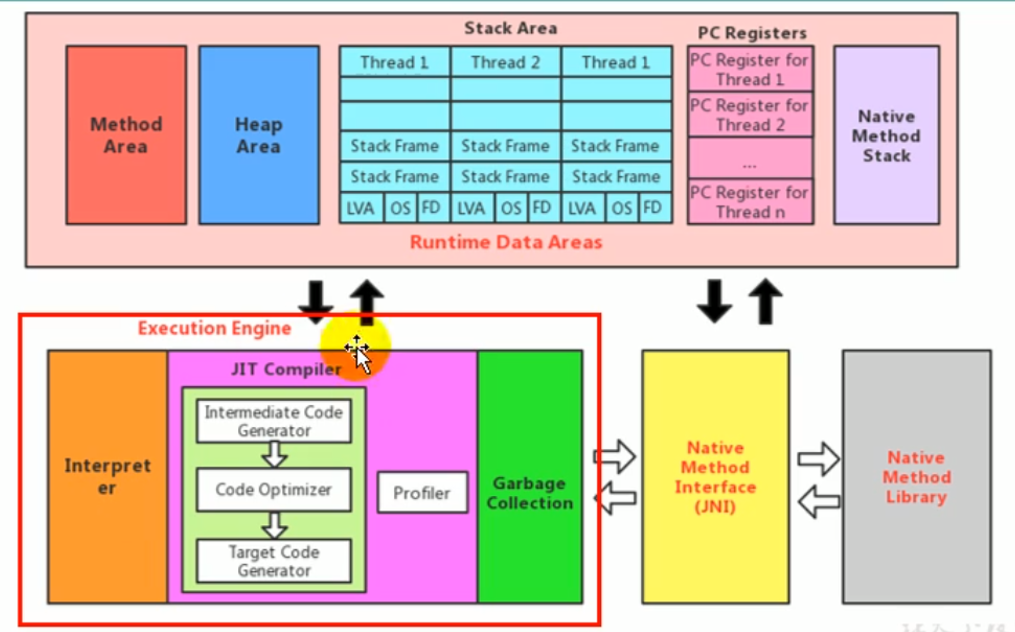 Stack Area
PC Registers
Method
Area
Heap
Area
Thread 1
Thread 2
Thread 1
Stack Frame
Stack Frame
Stack Frame
Stack Frame
Stack Frame
Stack Frame
LVA
OS
FD
LVA
OS
FD
LVA
OS
FD
PC Register for
Thread 1
PC Register for
Thread 2
...
PC Register for
Thread n
Native
Method
Stack
Runtime Data Areas
Execution Engine
Interpret
er
JIT Compiler
Intermediate Code
Generator
Code Optimizer
Target Code
Generator
Profiler
Garbage
Collection
Native
Method
Interface
(JNI)
Native
Method
Library